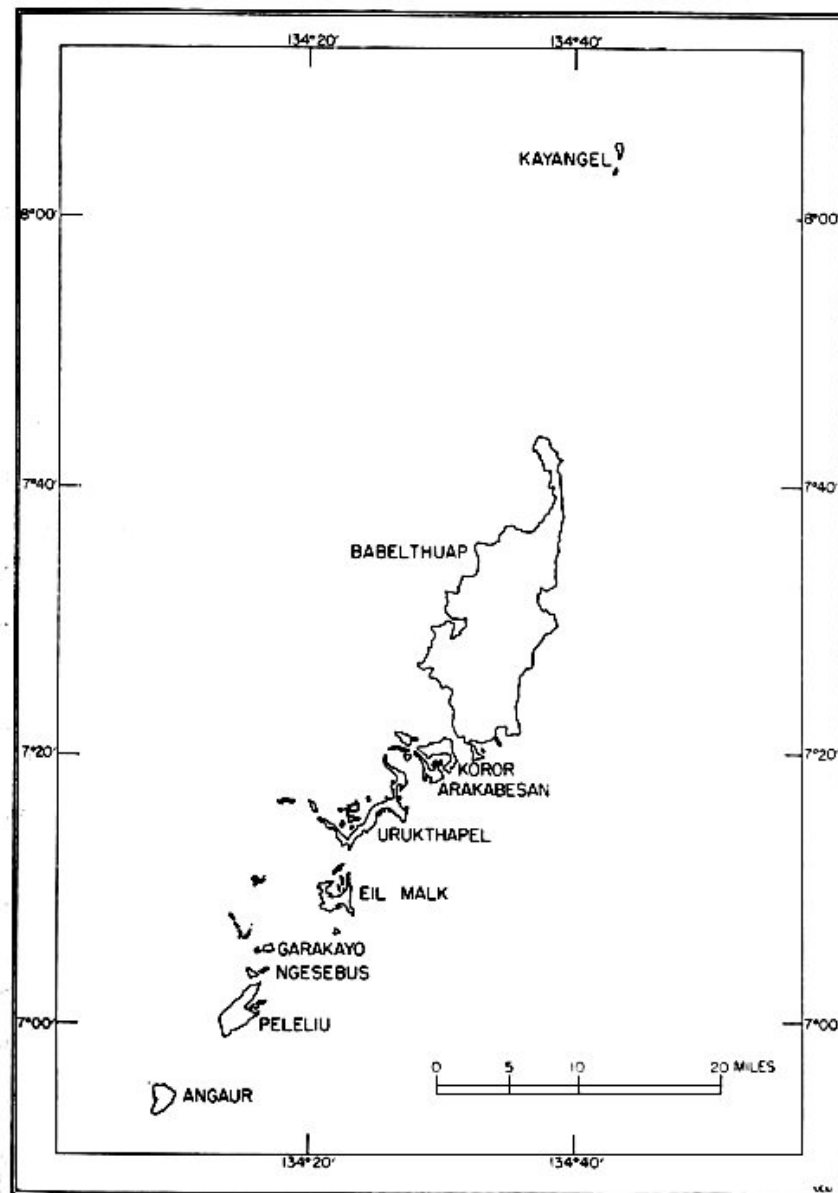 134°20' 134°40'
KAYANGEL
8°00' 8°00'
7°40' 7°40'
BABELTHUAP
7°20' 7°20'
KOROR
ARAKABESAN
URUKTHAPEL
EIL MALK
GARAKAYO
NGESEBUS
7°00' 7°00'
PELELIU
0 5 10 20 MILES
ANGAUR
134°20' 134°40'